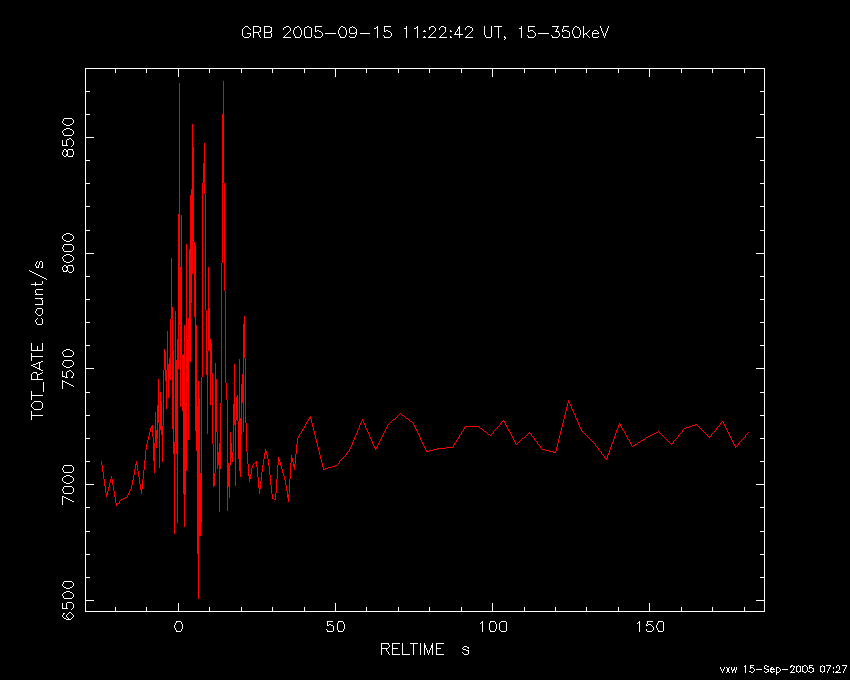 GRB 2005-09-15 11:22:42 UT, 15-350keV
8500
8000
7500
7000
6500
TOT_RATE count/s
0 50 100 150
RELTIME s
vxw 15-Sep-2005 07:27